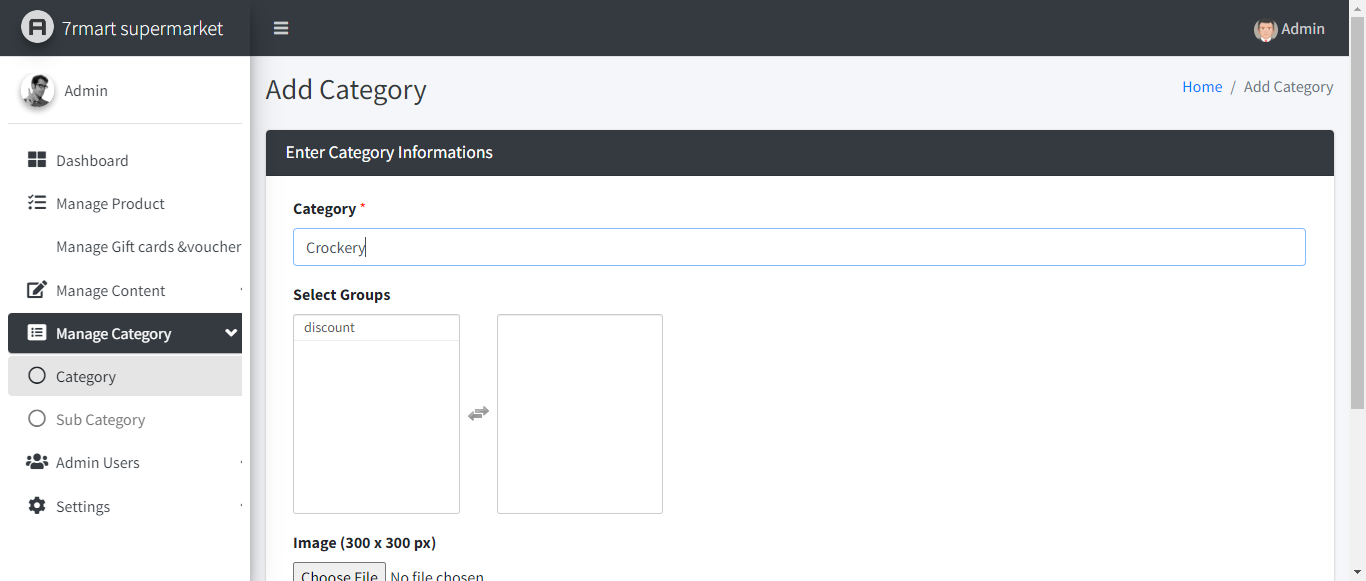 7rmart supermarket
Admin
Admin
Add Category
Home / Add Category
Dashboard
Manage Product
Manage Gift cards &voucher
Manage Content
Manage Category
Category
Sub Category
Admin Users
Settings
Enter Category Informations
Category *
Crockery
Select Groups
discount
Image (300 x 300 px)
Choose File No file chosen